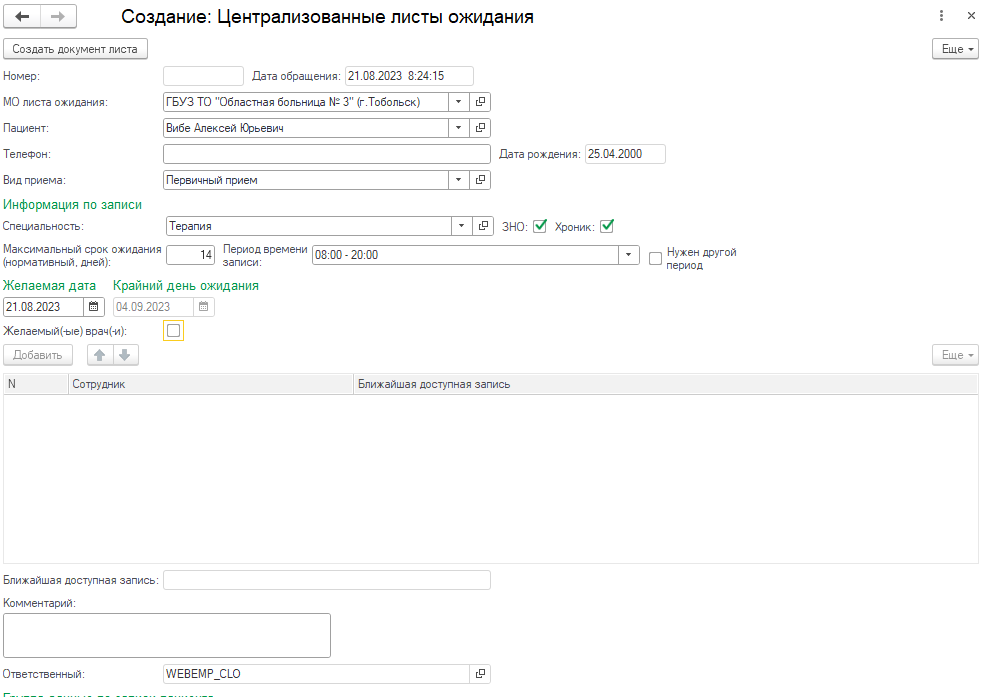 Создание: Централизованные листы ожидания
Создать документ листа
Еще
Номер:
Дата обращения: 21.08.2023 8:24:15
МО листа ожидания: ГБУЗ ТО "Областная больница № 3" (г.Тобольск)
Пациент: Вибе Алексей Юрьевич
Телефон:
Дата рождения: 25.04.2000
Вид приема: Первичный прием
Информация по записи
Специальность: Терапия
ЗНО:
Хроник:
Максимальный срок ожидания
(нормативный, дней):
14
Период времени
записи:
08:00 - 20:00
Нужен другой
период
Желаемая дата
Крайний день ожидания
21.08.2023
04.09.2023
Желаемый(-ые) врач(-и):
Добавить
Еще
N
Сотрудник
Ближайшая доступная запись
Ближайшая доступная запись:
Комментарий:
Ответственный: WEBEMP_CLO